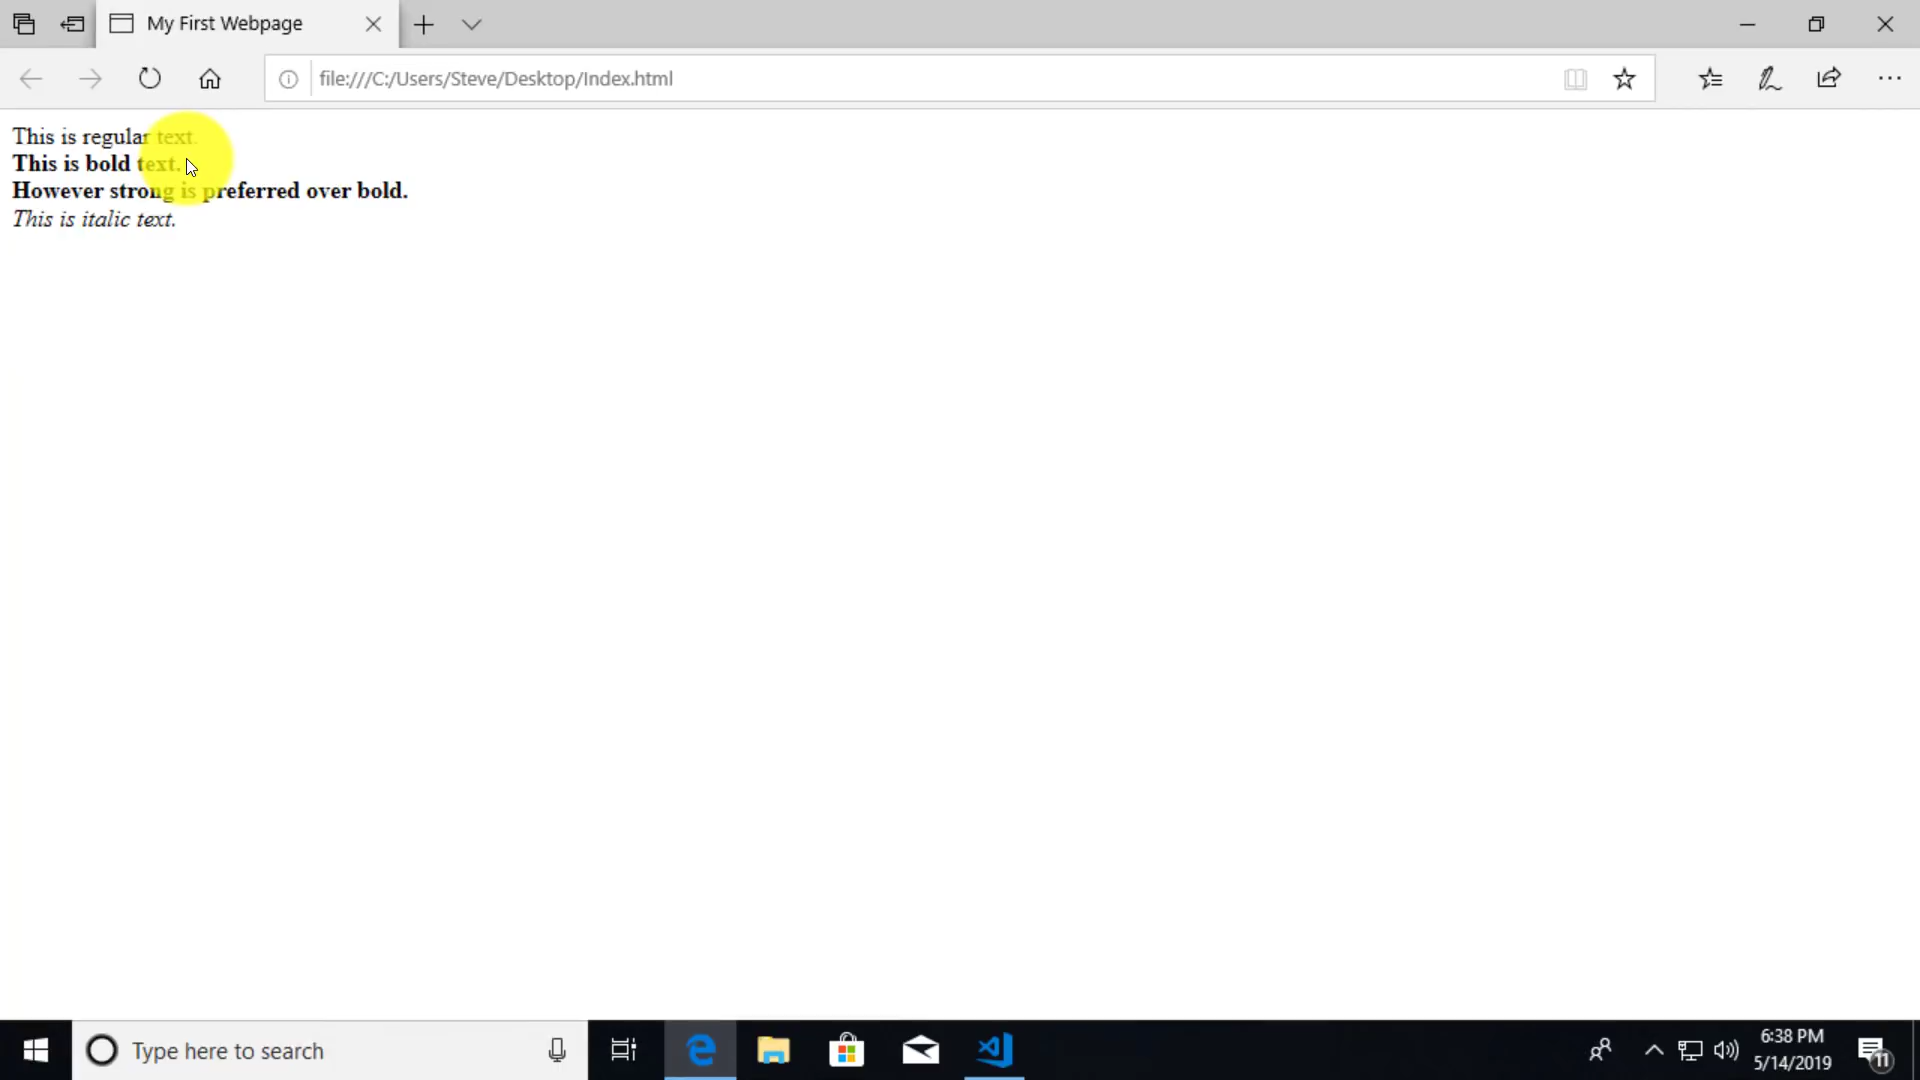 My First Webpage
file:///C:/Users/Steve/Desktop/Index.html
This is regular text.
This is bold text.
However strong is preferred over bold.
This is italic text.
Type here to search
6:38 PM
5/14/2019
11